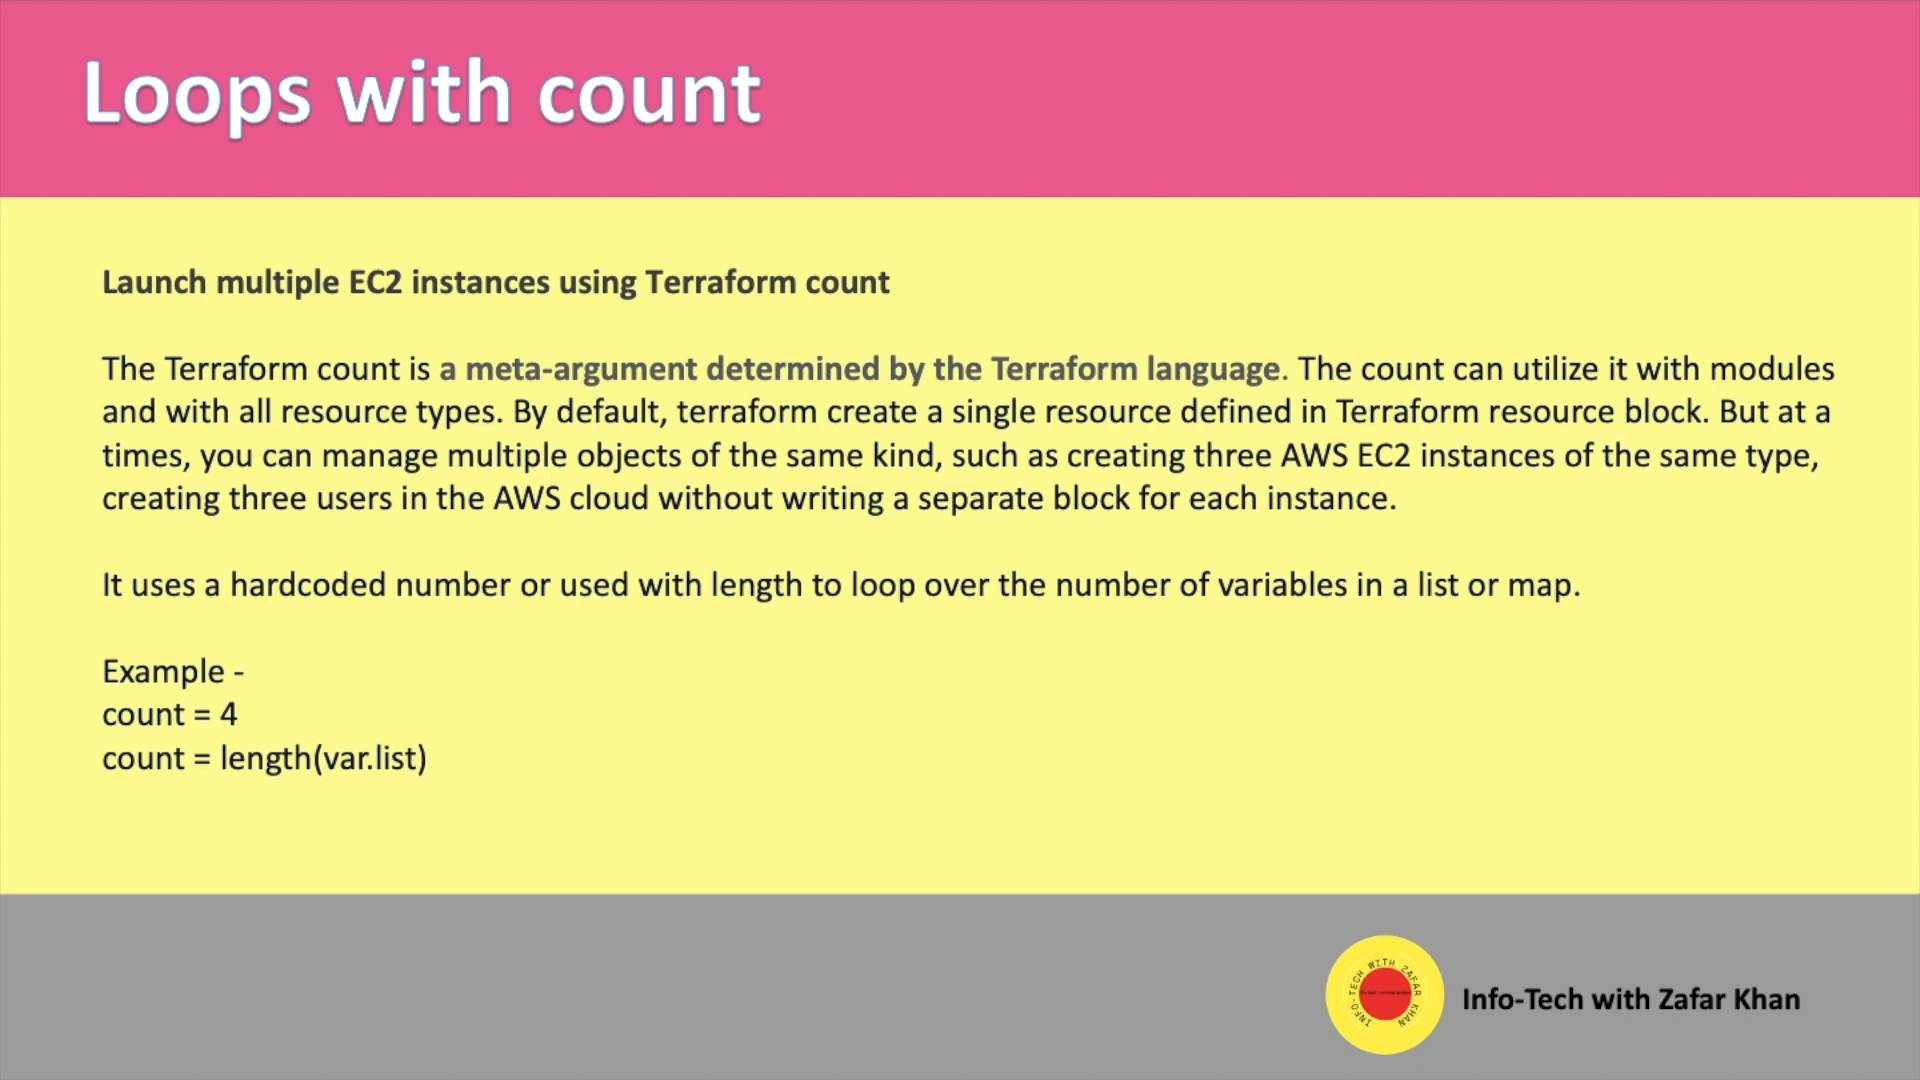 Loops with count
Launch multiple EC2 instances using Terraform count
The Terraform count is a meta-argument determined by the Terraform language. The count can utilize it with modules
and with all resource types. By default, terraform create a single resource defined in Terraform resource block. But at a
times, you can manage multiple objects of the same kind, such as creating three AWS EC2 instances of the same type,
creating three users in the AWS cloud without writing a separate block for each instance.
It uses a hardcoded number or used with length to loop over the number of variables in a list or map.
Example -
count = 4
count = length(var.list)
INFO-TECH WITH ZAFAR KHAN
Info-Tech with Zafar Khan